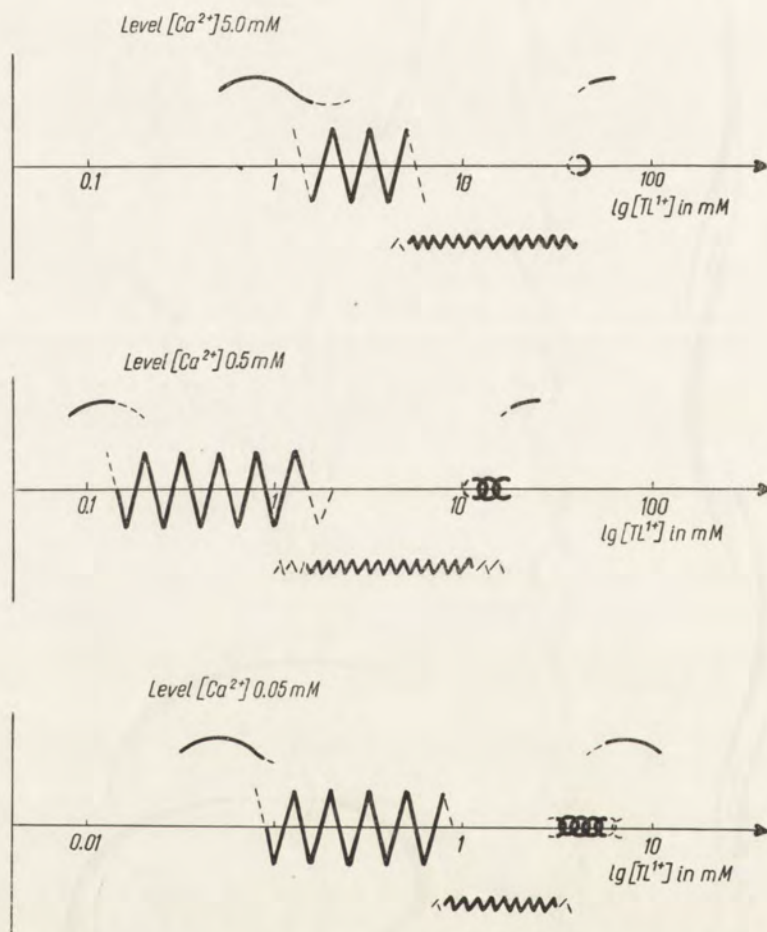 Level [Ca²⁺] 5.0 mM
0.1 1 10 100
lg [TL¹⁺] in mM
Level [Ca²⁺] 0.5 mM
0.1 1 10 100
lg [TL¹⁺] in mM
Level [Ca²⁺] 0.05 mM
0.01 1 10
lg [TL¹⁺] in mM